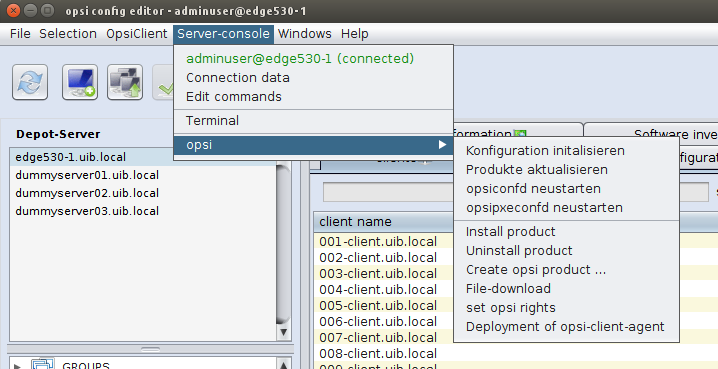 opsi config editor - adminuser@edge530-1
File Selection OpsiClient Server-console Windows Help
adminuser@edge530-1 (connected)
Connection data
Edit commands
Terminal
opsi
Konfiguration initalisieren
Produkte aktualisieren
opsiconfd neustarten
opsipxeconfd neustarten
Install product
Uninstall product
Create opsi product ...
File-download
set opsi rights
Deployment of opsi-client-agent
Depot-Server
edge530-1.uib.local
dummyserver01.uib.local
dummyserver02.uib.local
dummyserver03.uib.local
GROUPS
Software inve
client name
001-client.uib.local
002-client.uib.local
003-client.uib.local
004-client.uib.local
005-client.uib.local
006-client.uib.local
007-client.uib.local
008-client.uib.local